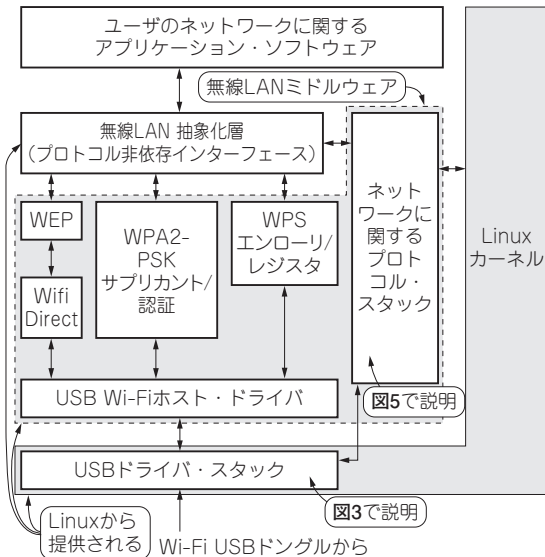 ユーザのネットワークに関する
アプリケーション・ソフトウェア
無線LANミドルウェア
無線LAN 抽象化層
(プロトコル非依存インターフェース)
WEP
Wifi
Direct
WPA2-
PSK
サプリカント/
認証
WPS
エンローリ/
レジスタ
ネット
ワークに
関する
プロト
コル・
スタック
Linux
カーネル
USB Wi-Fiホスト・ドライバ
図5で説明
USBドライバ・スタック
図3で説明
Linuxから
提供される
Wi-Fi USBドングルから